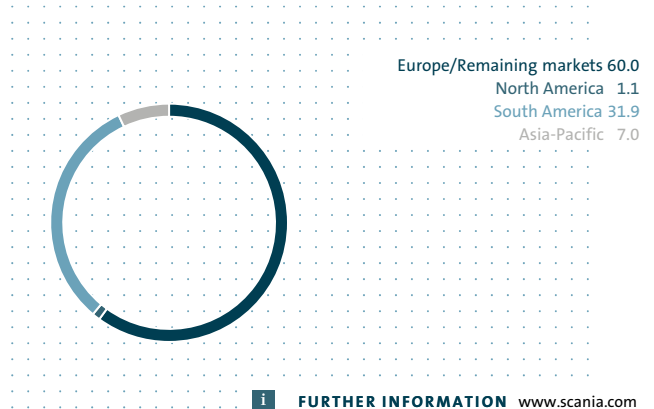 Europe/Remaining markets 60.0
North America 1.1
South America 31.9
Asia-Pacific 7.0
i FURTHER INFORMATION www.scania.com